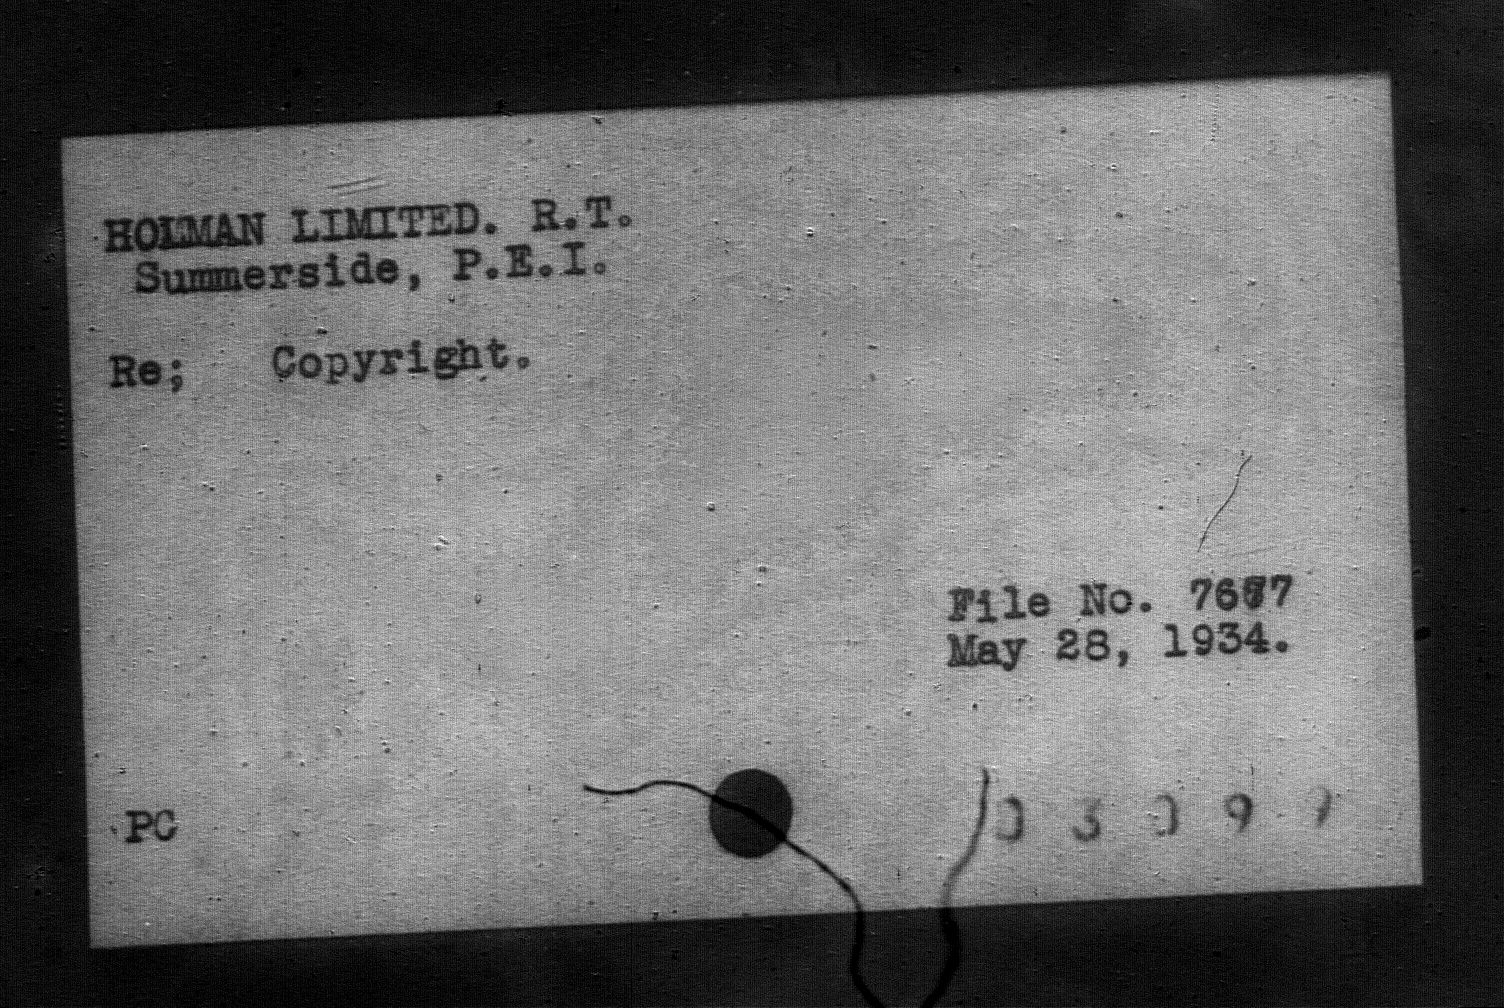 HOLMAN LIMITED. R.T.
Summerside, P.E.I.
Re; Copyright.
File No.
May 28, 1934.
PC